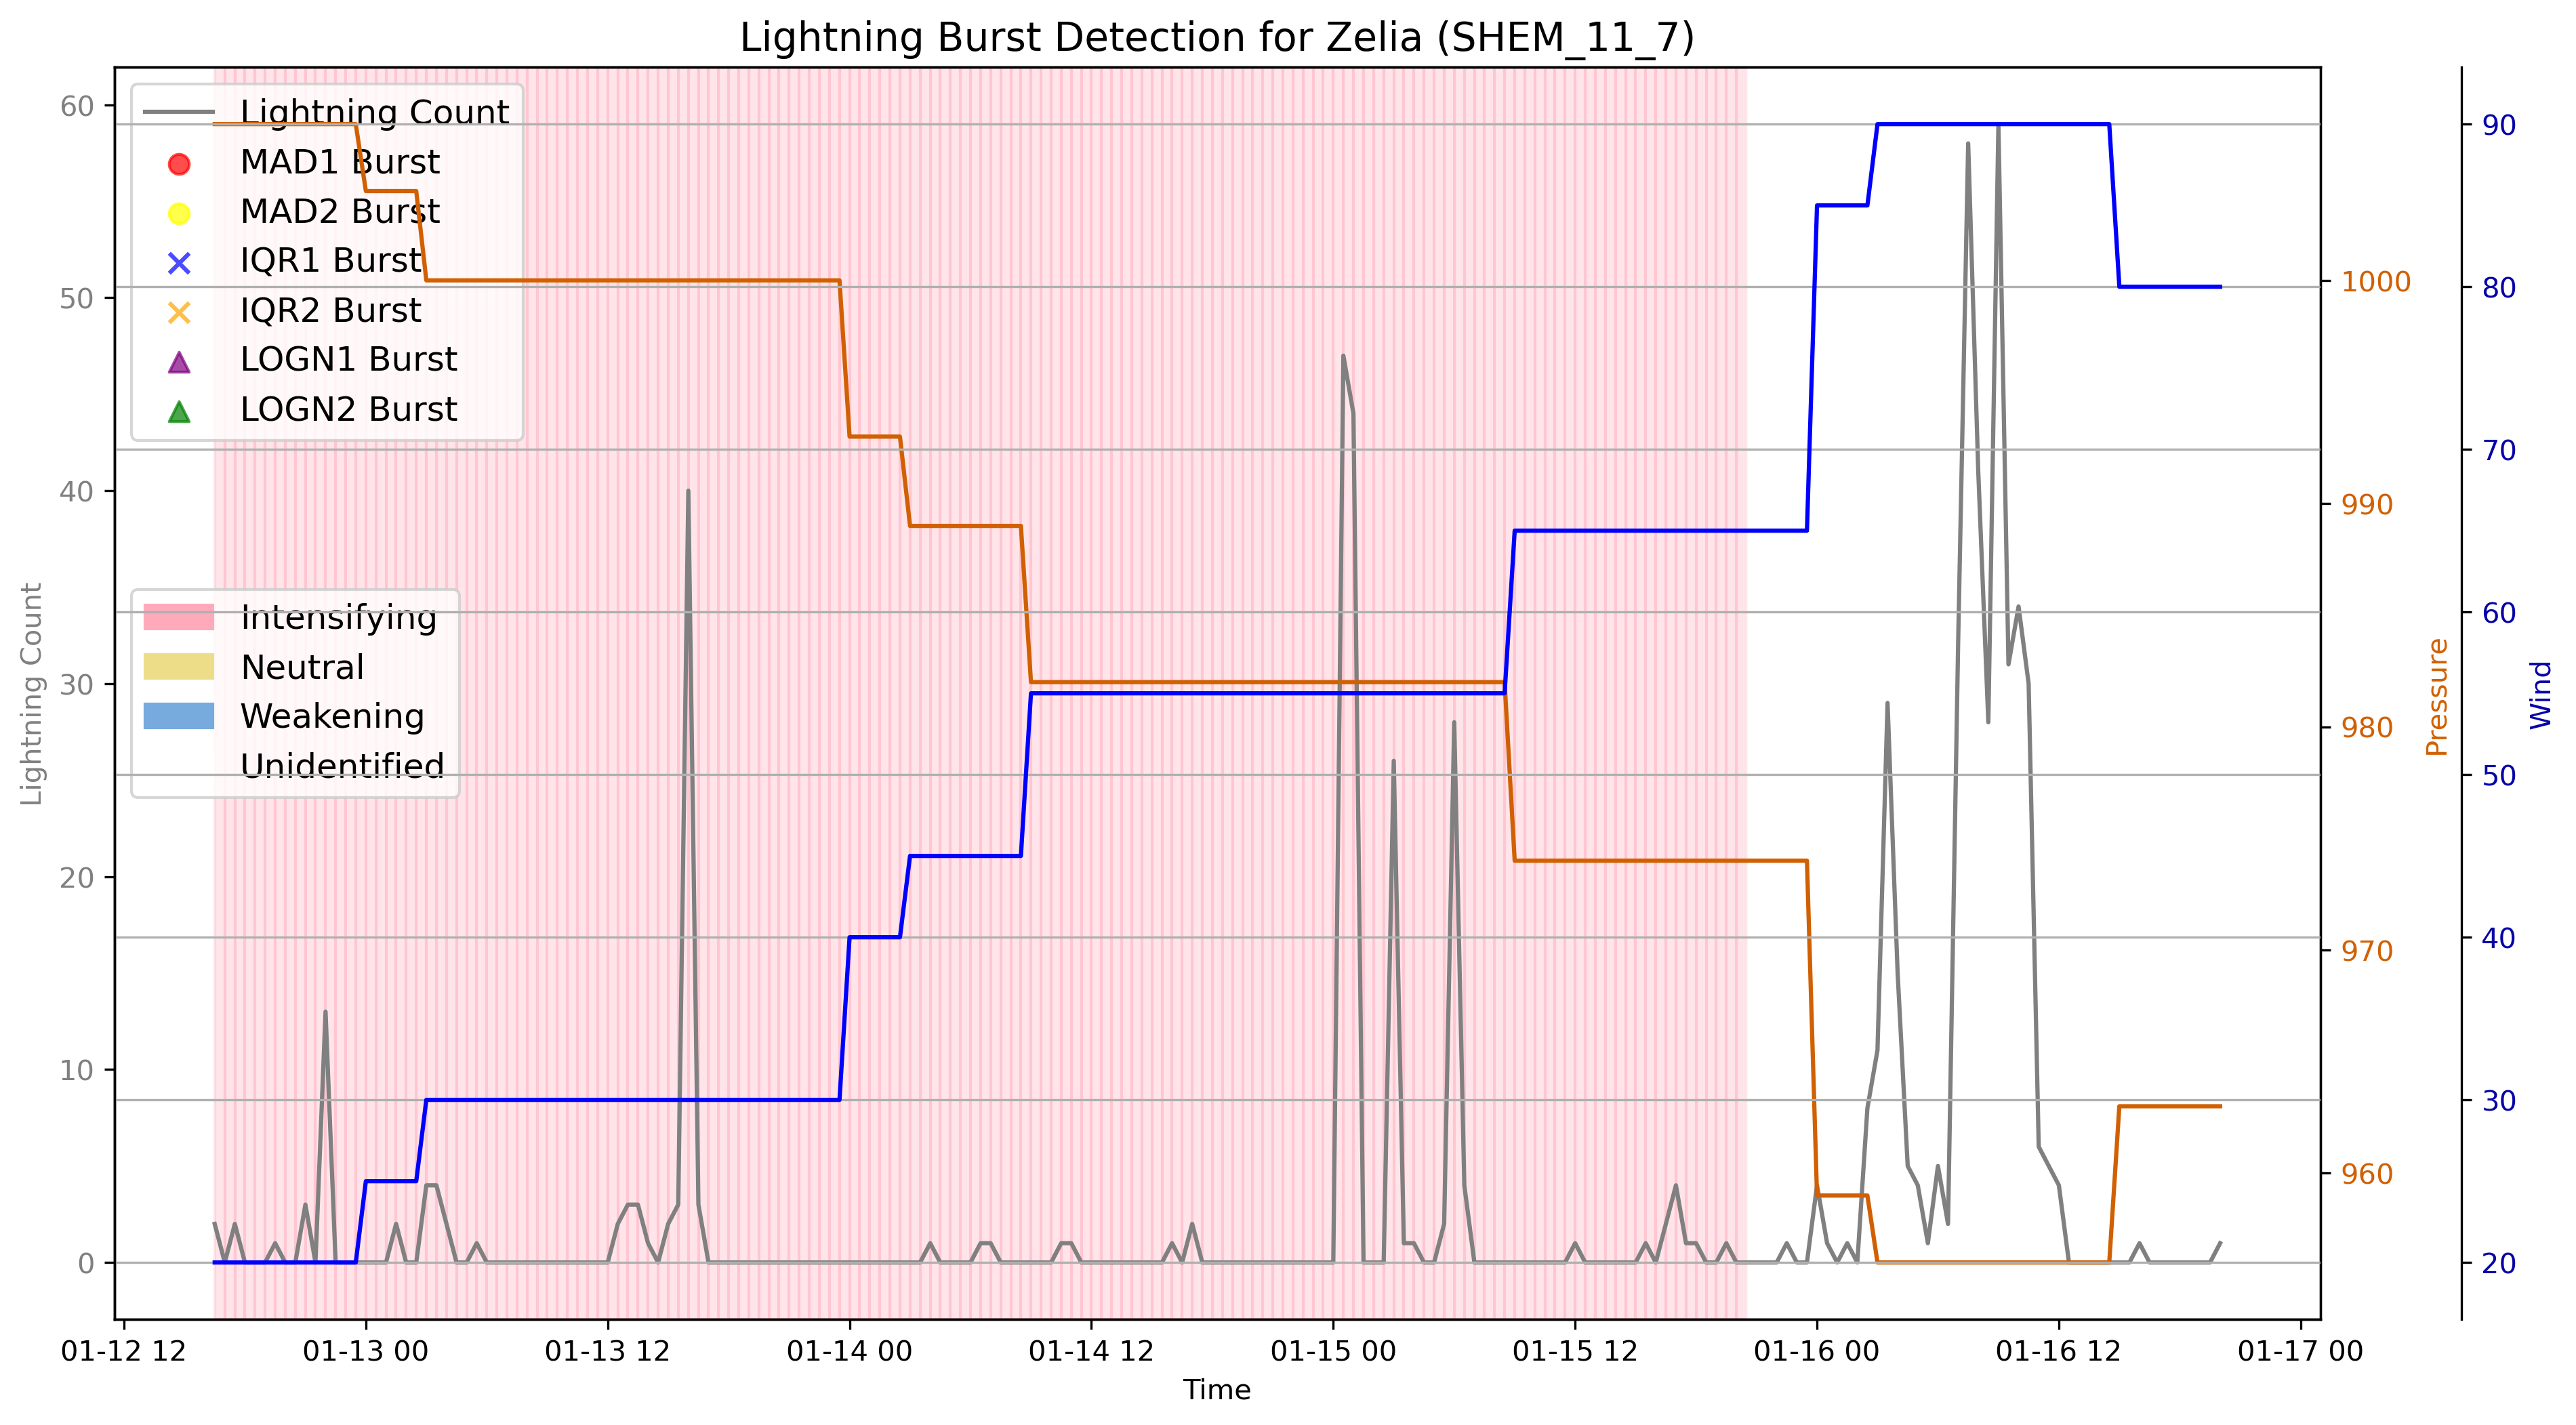 Lightning Burst Detection for Zelia (SHEM_11_7)
Lightning Count
MAD1 Burst
MAD2 Burst
IQR1 Burst
IQR2 Burst
LOGN1 Burst
LOGN2 Burst
Intensifying
Neutral
Weakening
Unidentified
Lightning Count
60
50
40
30
20
10
0
1000
990
980
970
960
Pressure
90
80
70
60
50
40
30
20
Wind
01-12 12
01-13 00
01-13 12
01-14 00
01-14 12
01-15 00
01-15 12
01-16 00
01-16 12
01-17 00
Time